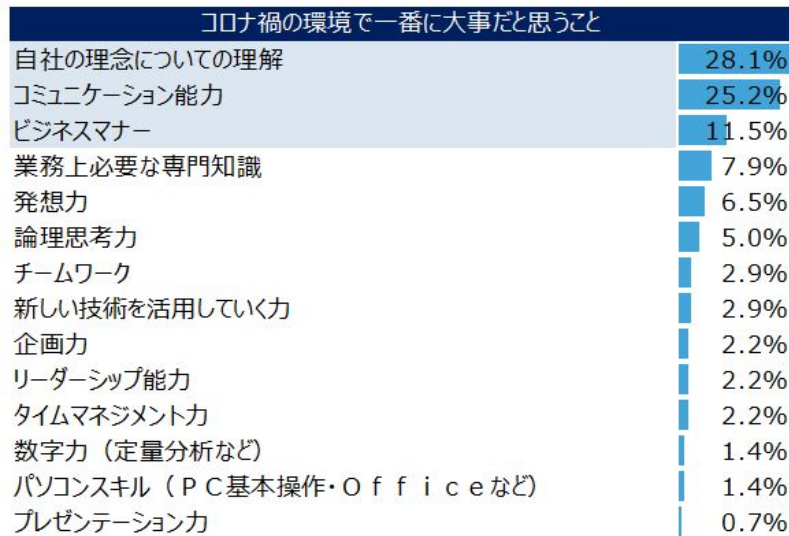 コロナ禍の環境で一番に大事だと思うこと
自社の理念についての理解 28.1%
コミュニケーション能力 25.2%
ビジネスマナー 11.5%
業務上必要な専門知識 7.9%
発想力 6.5%
論理思考力 5.0%
チームワーク 2.9%
新しい技術を活用していく力 2.9%
企画力 2.2%
リーダーシップ能力 2.2%
タイムマネジメント力 2.2%
数字力（定量分析など） 1.4%
パソコンスキル（ＰＣ基本操作・Ｏｆｆｉｃｅなど） 1.4%
プレゼンテーション力 0.7%